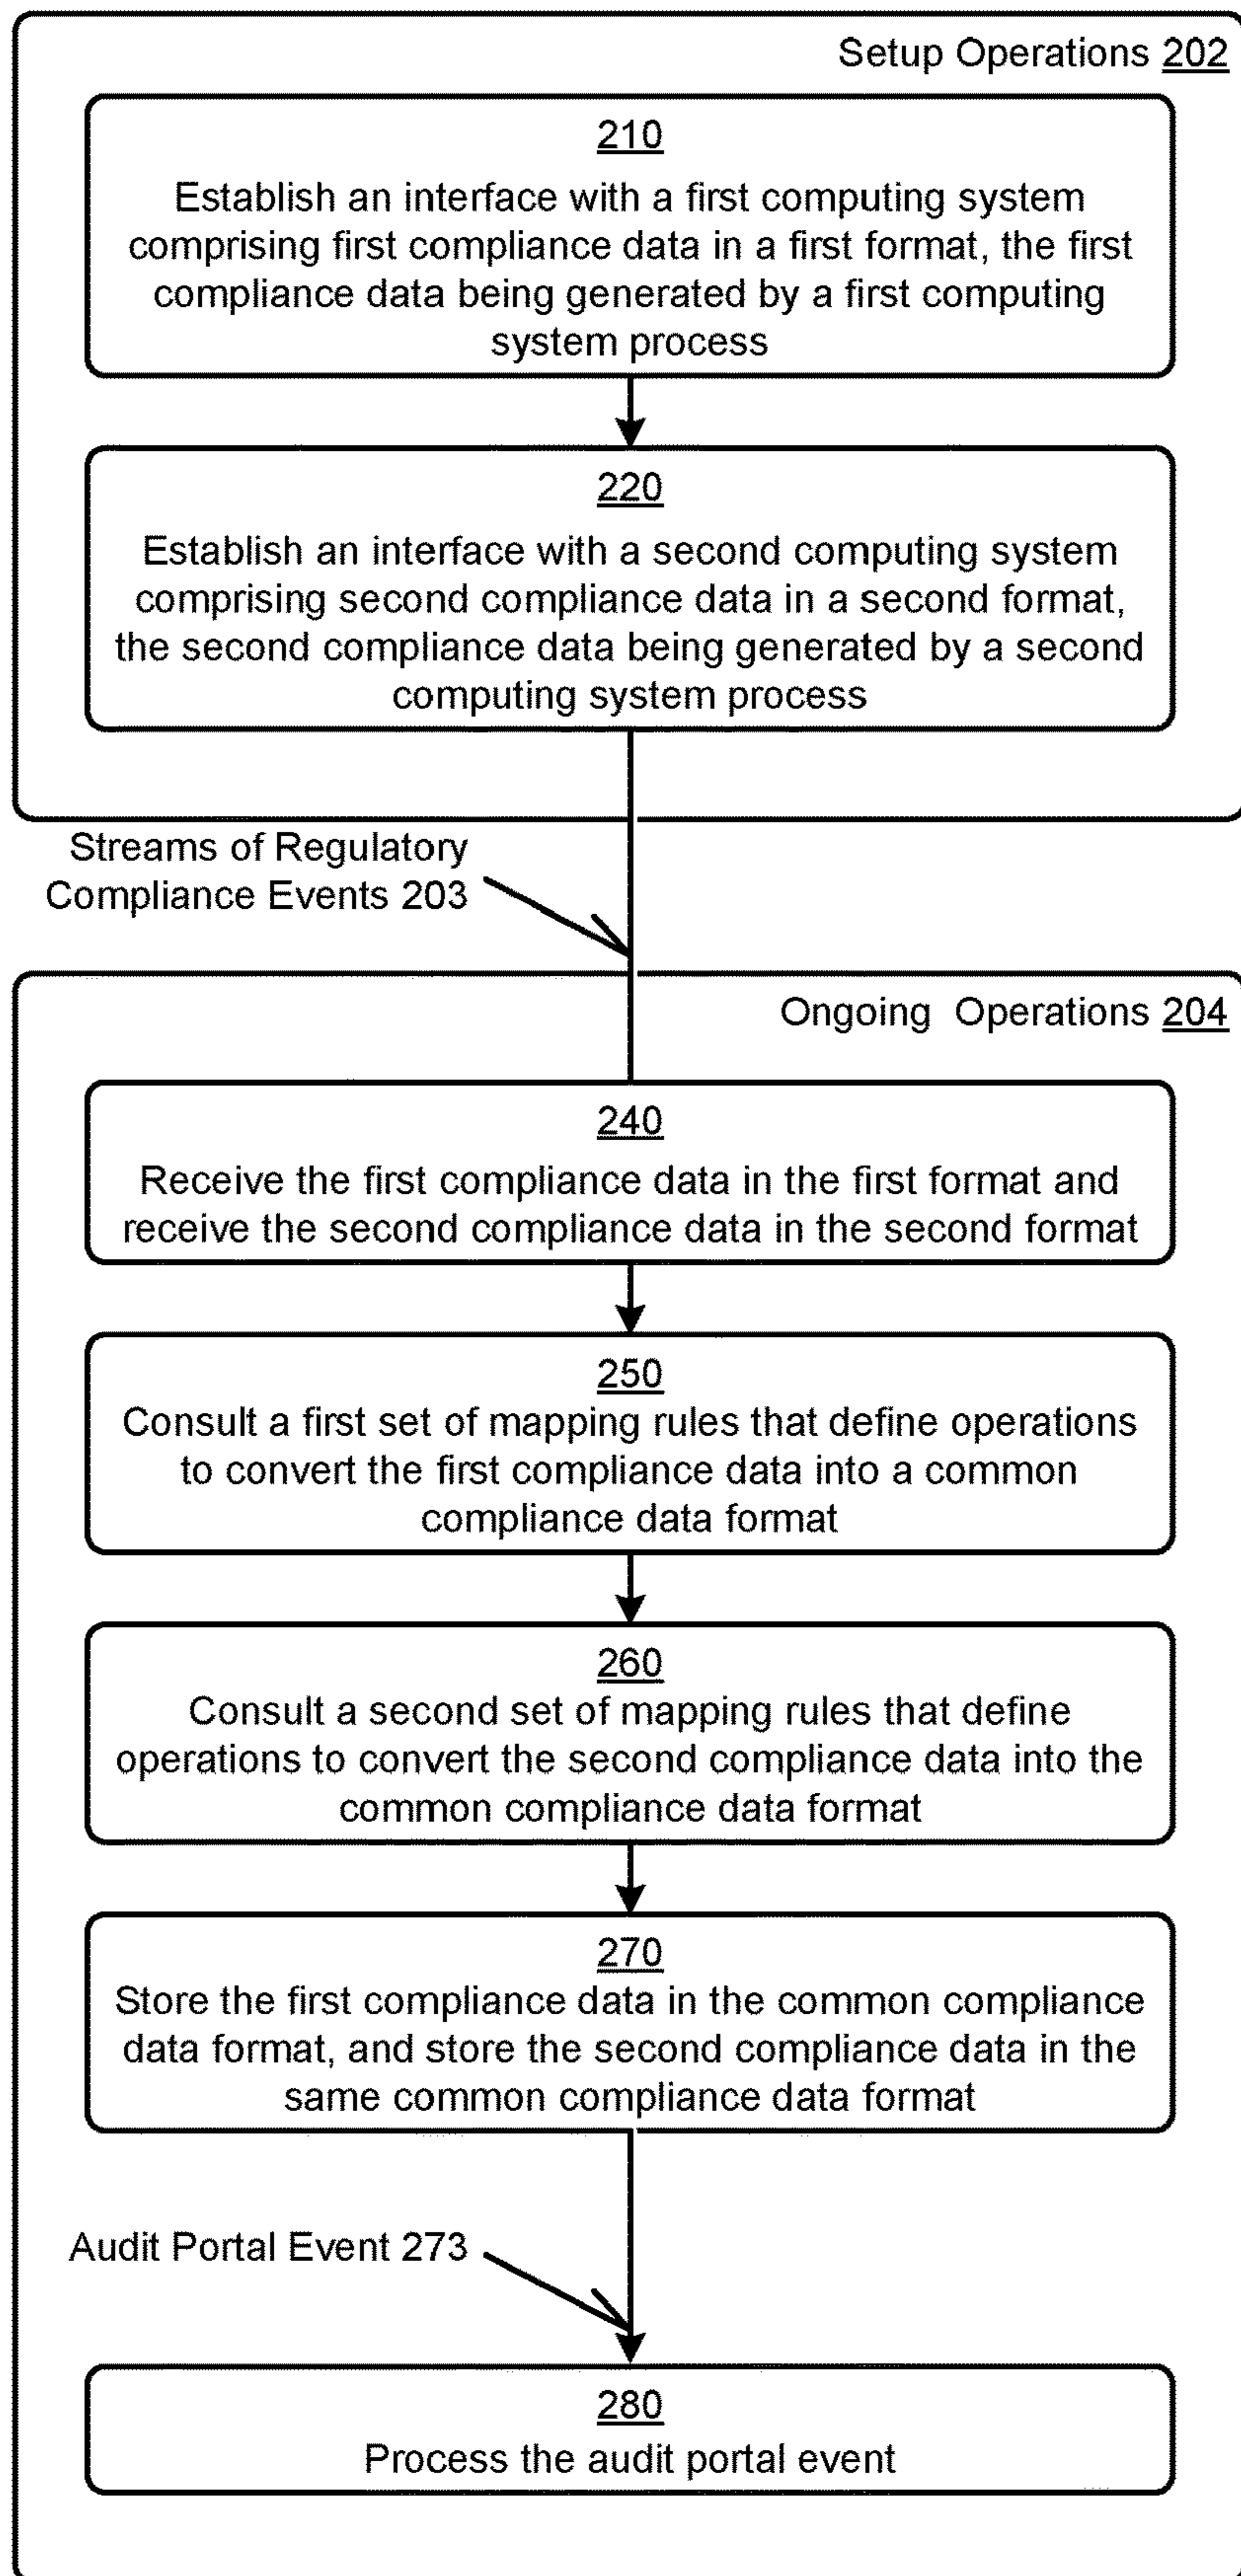 Setup Operations 202
210
Establish an interface with a first computing system
comprising first compliance data in a first format, the first
compliance data being generated by a first computing
system process
220
Establish an interface with a second computing system
comprising second compliance data in a second format,
the second compliance data being generated by a second
computing system process
Streams of Regulatory
Compliance Events 203
Ongoing Operations 204
240
Receive the first compliance data in the first format and
receive the second compliance data in the second format
250
Consult a first set of mapping rules that define operations
to convert the first compliance data into a common
compliance data format
260
Consult a second set of mapping rules that define
operations to convert the second compliance data into the
common compliance data format
270
Store the first compliance data in the common compliance
data format, and store the second compliance data in the
same common compliance data format
Audit Portal Event 273
280
Process the audit portal event